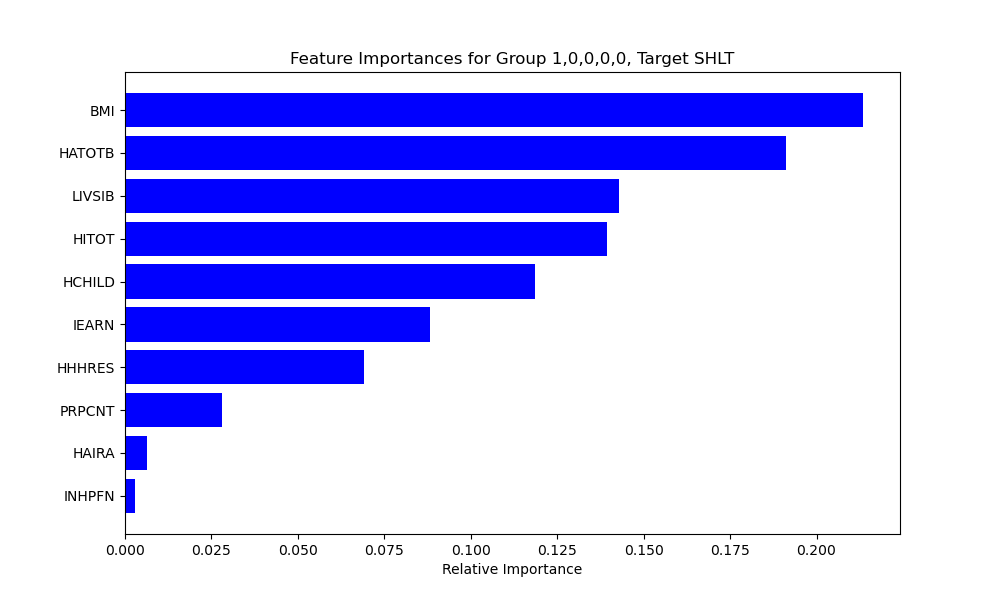 Feature Importances for Group 1,0,0,0,0, Target SHLT
BMI
HATOTB
LIVSIB
HITOT
HCHILD
IEARN
HHHRES
PRPCNT
HAIRA
INHPFN
0.000 0.025 0.050 0.075 0.100 0.125 0.150 0.175 0.200
Relative Importance